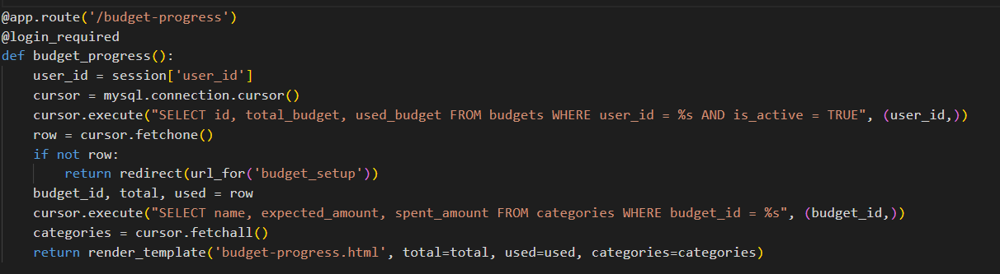 @app.route('/budget-progress')
@login_required
def budget_progress():
    user_id = session['user_id']
    cursor = mysql.connection.cursor()
    cursor.execute("SELECT id, total_budget, used_budget FROM budgets WHERE user_id = %s AND is_active = TRUE", (user_id,))
    row = cursor.fetchone()
    if not row:
        return redirect(url_for('budget_setup'))
    budget_id, total, used = row
    cursor.execute("SELECT name, expected_amount, spent_amount FROM categories WHERE budget_id = %s", (budget_id,))
    categories = cursor.fetchall()
    return render_template('budget-progress.html', total=total, used=used, categories=categories)